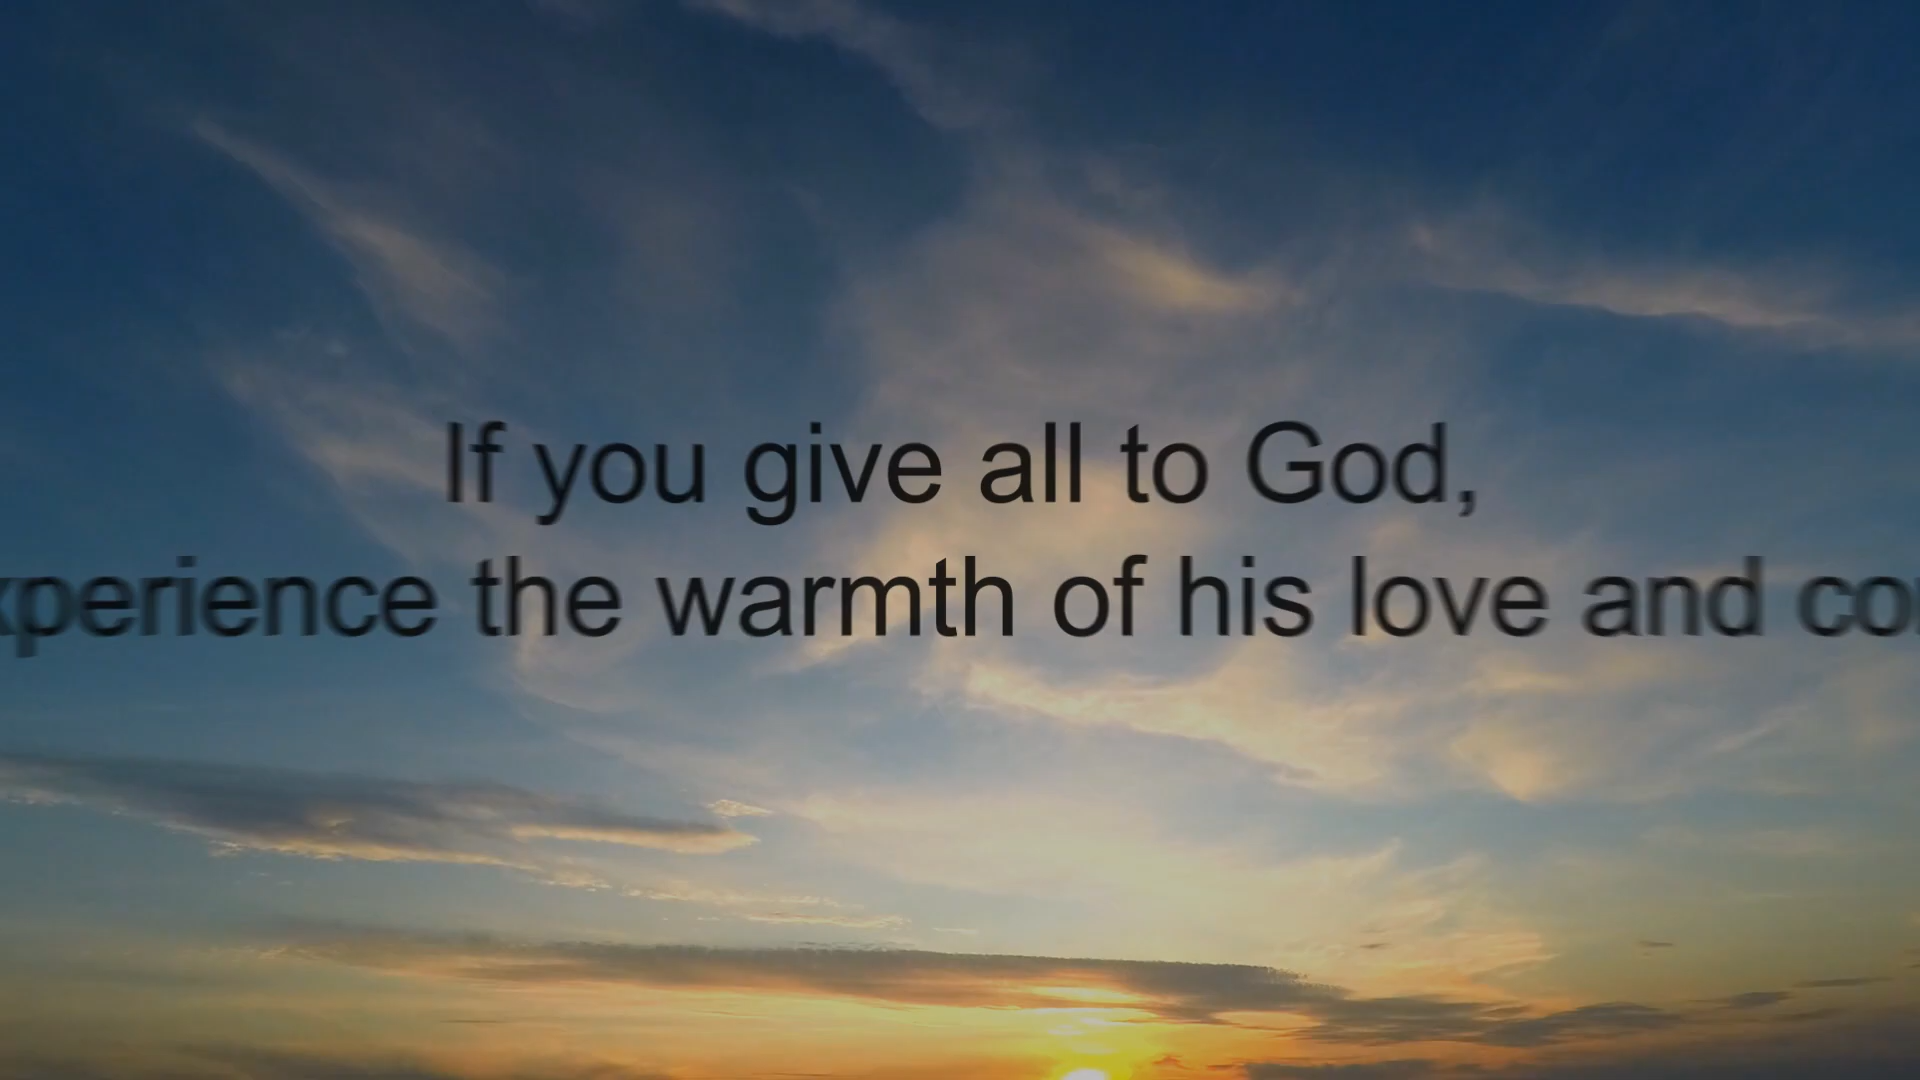 If you give all to God,
xperience the warmth of his love and co